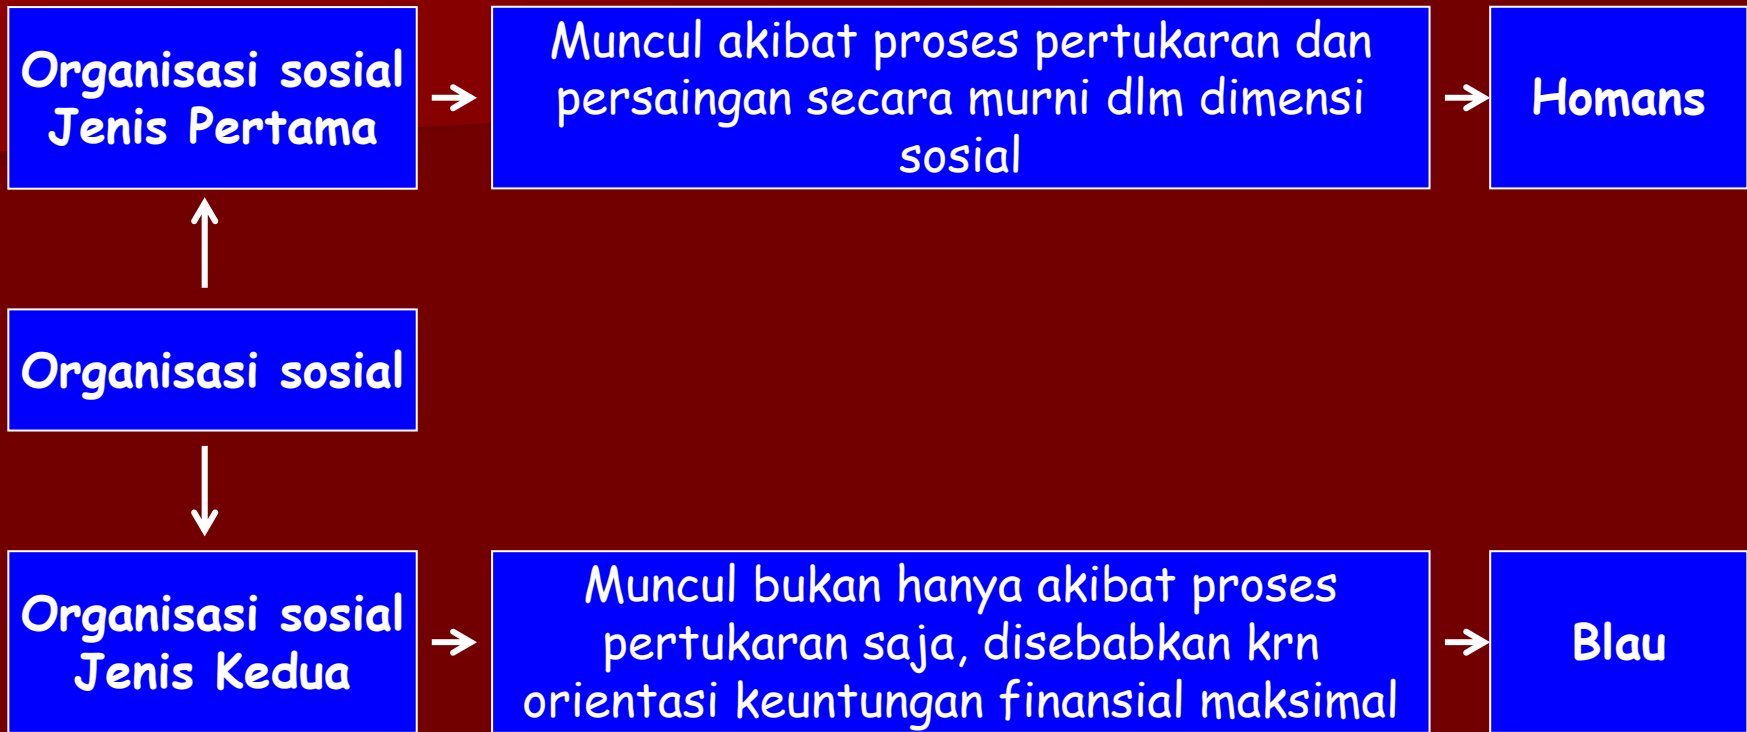 Organisasi sosial
Jenis Pertama
Muncul akibat proses pertukaran dan
persaingan secara murni dlm dimensi
sosial
Homans
Organisasi sosial
Organisasi sosial
Jenis Kedua
Muncul bukan hanya akibat proses
pertukaran saja, disebabkan krn
orientasi keuntungan finansial maksimal
Blau